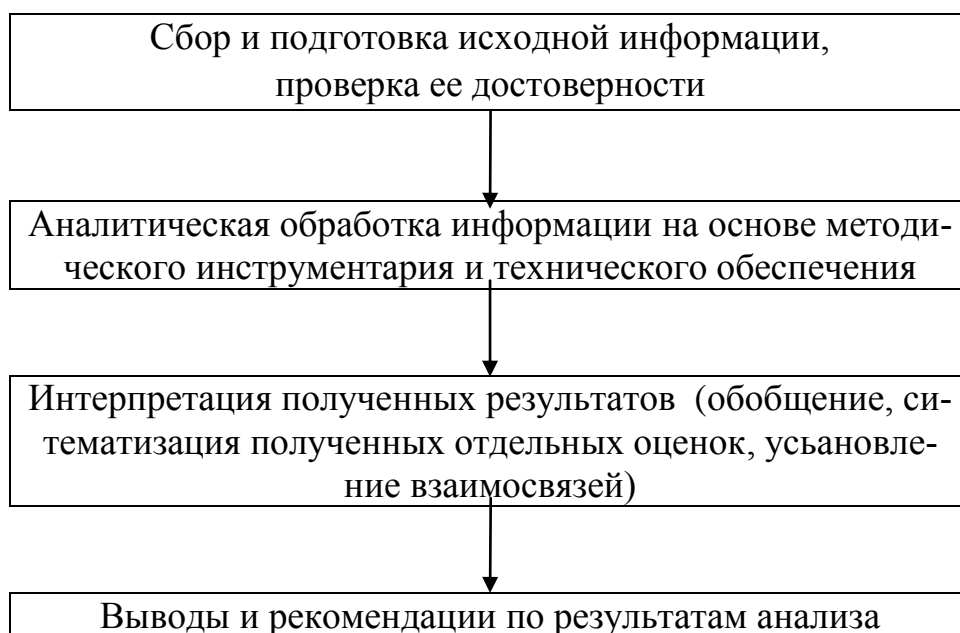 Сбор и подготовка исходной информации,
проверка ее достоверности
Аналитическая обработка информации на основе методи-
ческого инструментария и технического обеспечения
Интерпретация полученных результатов (обобщение, си-
тематизация полученных отдельных оценок, усьановле-
ние взаимосвязей)
Выводы и рекомендации по результатам анализа